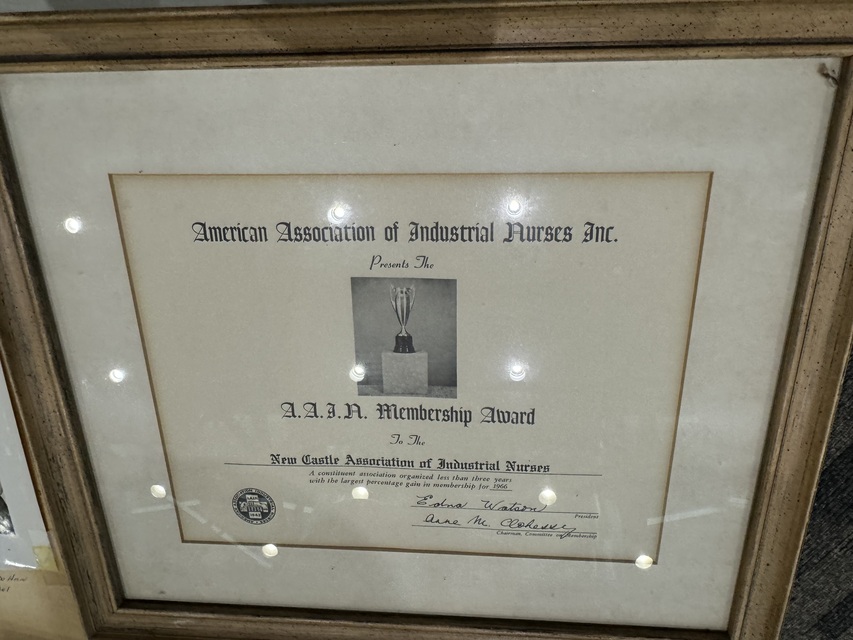 American Association of Industrial Nurses Inc.
Presents The
A.A.I.N. Membership Award
To The
New Castle Association of Industrial Nurses
A constituent association organized less than three years
with the largest percentage gain in membership for 1966
Edna Watson
President
Anne M. Clohessy
Chairman, Committee on Membership